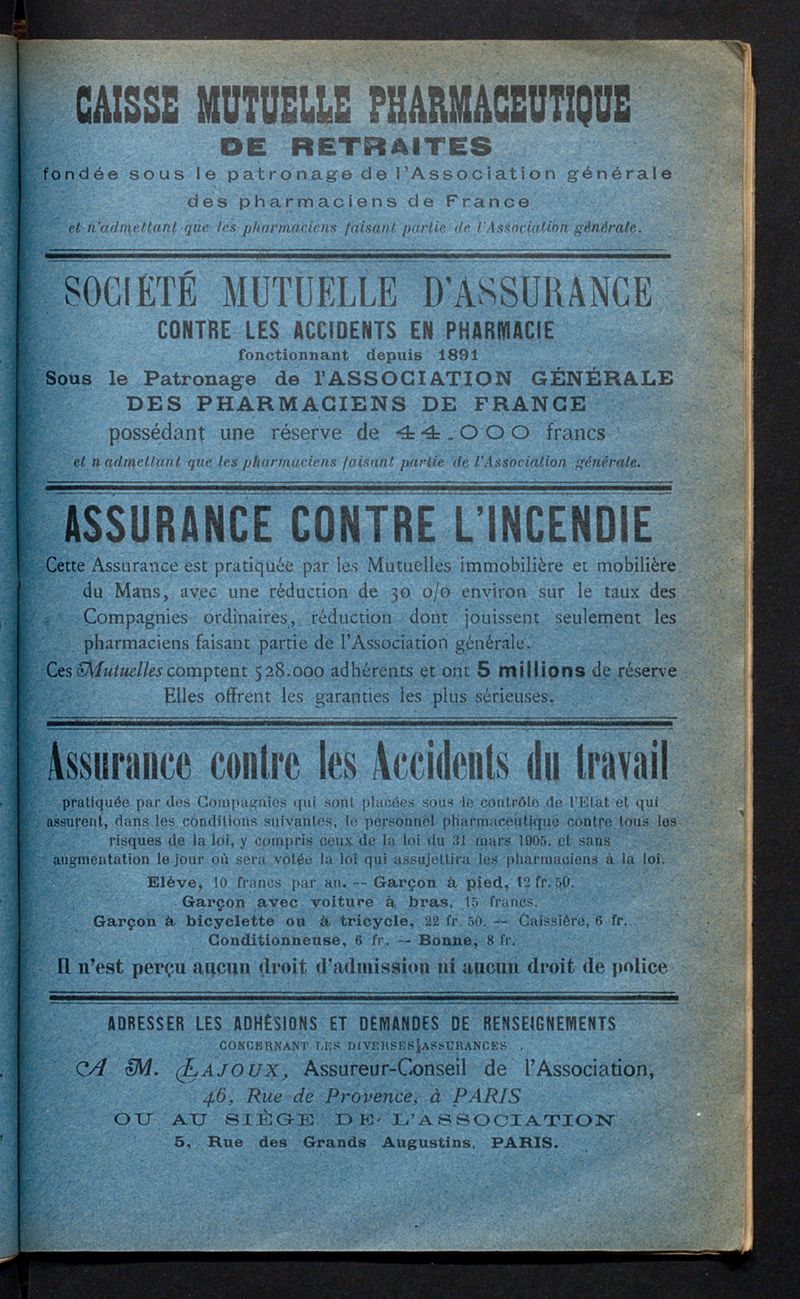 CAISSE MUTUELLE PHARMACEUTIQUE
DE RETRAITES
fondée sous le patronage de l'Association générale
des pharmaciens de France
et n'admettant que les pharmaciens faisant partie de l'Association générale.
SOCIÉTÉ MUTUELLE D'ASSURANCE
CONTRE LES ACCIDENTS EN PHARMACIE
fonctionnant depuis 1891
Sous le Patronage de l'ASSOCIATION GÉNÉRALE
DES PHARMACIENS DE FRANCE
possédant une réserve de 44.000 francs
et n'admettant que les pharmaciens faisant partie de l'Association générale.
ASSURANCE CONTRE L'INCENDIE
Cette Assurance est pratiquée par les Mutuelles immobilière et mobilière
du Mans, avec une réduction de 30 o/o environ sur le taux des
Compagnies ordinaires, réduction dont jouissent seulement les
pharmaciens faisant partie de l'Association générale.
Ces Mutuelles comptent 528.000 adhérents et ont 5 millions de réserve
Elles offrent les garanties les plus sérieuses.
Assurance contre les Accidents du travail
pratiquée par des Compagnies qui sont placées sous le contrôle de l'Etat et qui
assurent, dans les conditions suivantes, le personnel pharmaceutique contre tous les
risques de la loi, y compris ceux de la loi du 31 mars 1905, et sans
augmentation le jour où sera votée la loi qui assujettira les pharmaciens à la loi.
Elève, 10 francs par an. — Garçon à pied, 12 fr. 50.
Garçon avec voiture à bras, 15 francs.
Garçon à bicyclette ou à tricycle, 22 fr. 50. — Caissière, 6 fr.
Conditionneuse, 6 fr. — Bonne, 8 fr.
Il n'est perçu aucun droit d'admission ni aucun droit de police
ADRESSER LES ADHÉSIONS ET DEMANDES DE RENSEIGNEMENTS
CONCERNANT LES DIVERSES ASSURANCES
A M. LAJOUX, Assureur-Conseil de l'Association,
46, Rue de Provence, à PARIS
OU AU SIÈGE DE L'ASSOCIATION
5, Rue des Grands Augustins, PARIS.